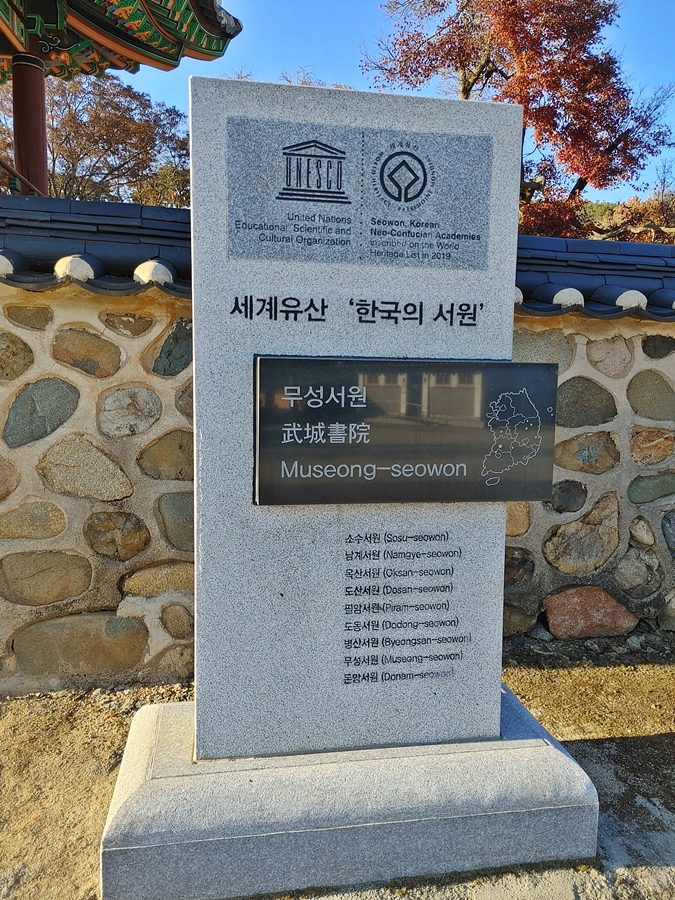 UNESCO
United Nations
Educational, Scientific and
Cultural Organization
Seowon, Korean
Neo-Confucian Academies
Inscribed on the World
Heritage List in 2019
세계유산 ‘한국의 서원’
무성서원
武城書院
Museong-seowon
소수서원 (Sosu-seowon)
남계서원 (Namgye-seowon)
옥산서원 (Oksan-seowon)
도산서원 (Dosan-seowon)
필암서원 (Piram-seowon)
도동서원 (Dodong-seowon)
병산서원 (Byeongsan-seowon)
무성서원 (Museong-seowon)
돈암서원 (Donam-seowon)